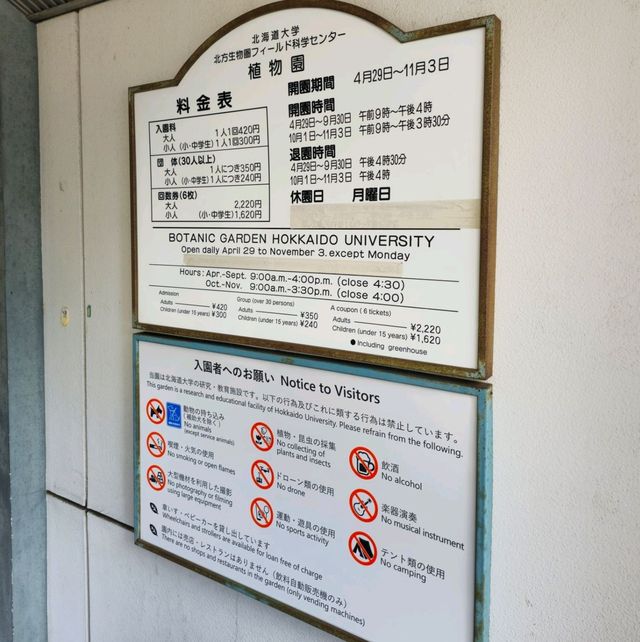 北海道大学
北方生物圏フィールド科学センター
植物園
料金表
入園料
大人 1人1回420円
小人 (小・中学生) 1人1回300円
団体(30人以上)
大人 1人につき350円
小人 (小・中学生) 1人につき240円
回数券(6枚)
大人 2,220円
小人 (小・中学生) 1,620円
開園期間 4月29日~11月3日
開園時間
4月29日~9月30日 午前9時~午後4時
10月1日~11月3日 午前9時~午後3時30分
退園時間
4月29日~9月30日 午後4時30分
10月1日~11月3日 午後4時
休園日 月曜日
BOTANIC GARDEN HOKKAIDO UNIVERSITY
Open daily April 29 to November 3. except Monday
Hours: Apr.-Sept. 9:00a.m.-4:00p.m. (close 4:30)
Oct.-Nov. 9:00a.m.-3:30p.m. (close 4:00)
Admission
Adults ¥420
Children (under 15 years) ¥300
Group (over 30 persons)
Adults ¥350
Children (under 15 years) ¥240
A coupon (6 tickets)
Adults ¥2,220
Children (under 15 years) ¥1,620
● Including greenhouse
入園者へのお願い Notice to Visitors
当園は北海道大学の研究・教育施設です。以下の行為及びこれに類する行為は禁止しています。
This garden is a research and educational facility of Hokkaido University. Please refrain from the following.
動物の持ち込み
(補助犬を除く)
No animals
(except service animals)
喫煙・火気の使用
No smoking or open flames
大型機材を利用した撮影
No photography or filming
using large equipment
植物・昆虫の採集
No collecting of
plants and insects
ドローン類の使用
No drone
運動・遊具の使用
No sports activity
飲酒
No alcohol
楽器演奏
No musical instrument
テント類の使用
No camping
車いす・ベビーカーを貸し出しています
Wheelchairs and strollers are available for loan free of charge
園内には売店・レストランはありません(飲料自動販売機のみ)
There are no shops and restaurants in the garden (only vending machines)